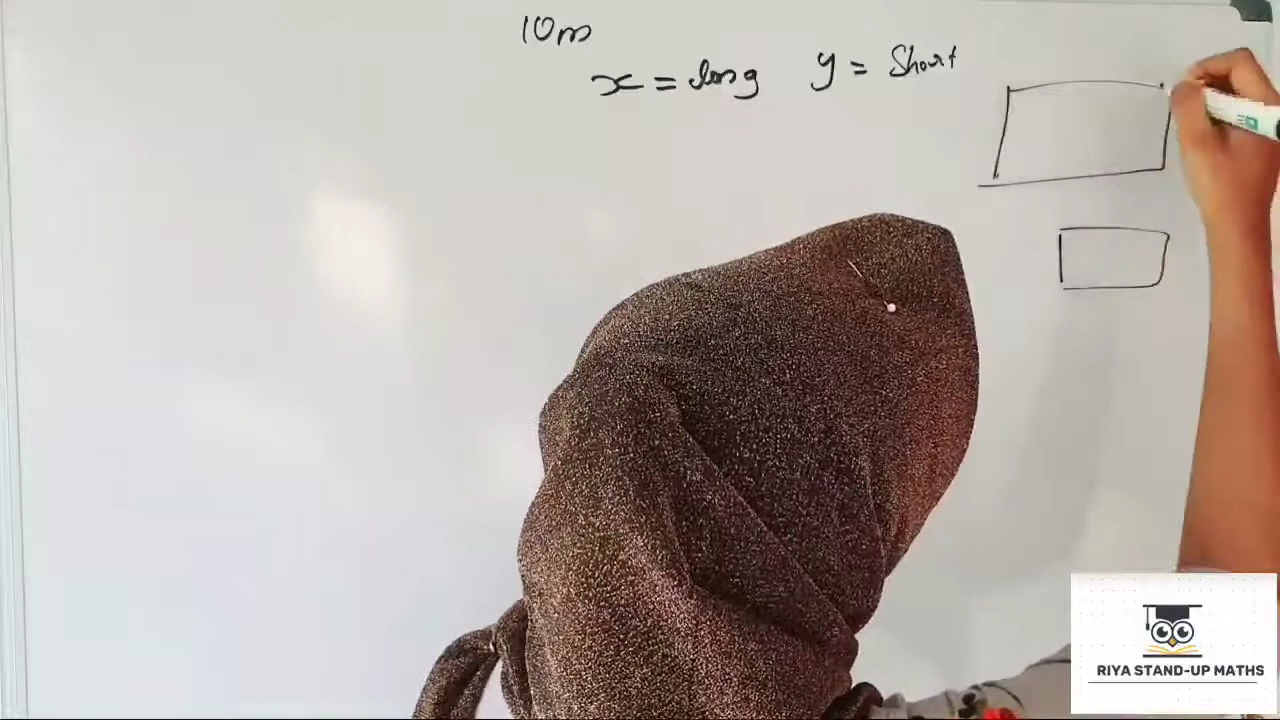 10m
x = long y = Short
RIYA STAND-UP MATHS